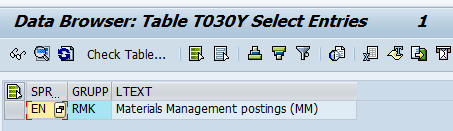 Data Browser: Table T030Y Select Entries 1
Check Table...
SPR.. GRUPP LTEXT
EN RMK Materials Management postings (MM)